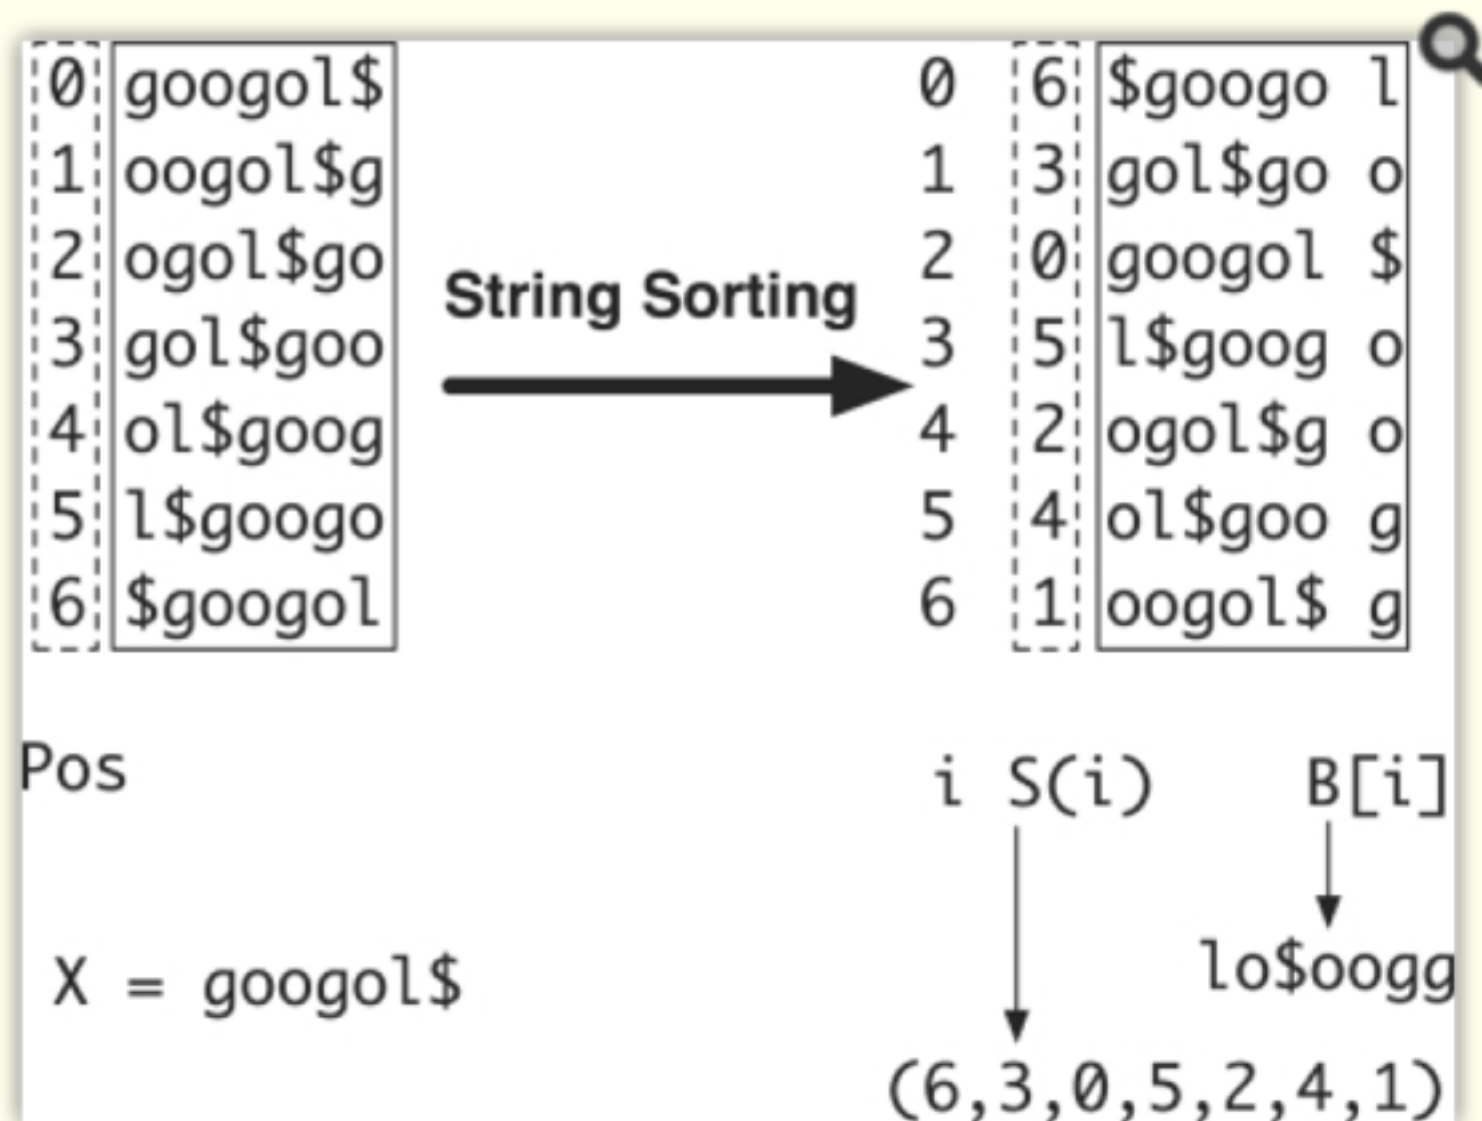 0 googol$
1 oogol$g
2 ogol$go
3 gol$goo
4 ol$goog
5 l$googo
6 $googol
String Sorting
0 6 $googo l
1 3 gol$go o
2 0 googol $
3 5 l$goog o
4 2 ogol$g o
5 4 ol$goo g
6 1 oogol$ g
Pos
i S(i) B[i]
X = googol$
lo$oogg
(6,3,0,5,2,4,1)